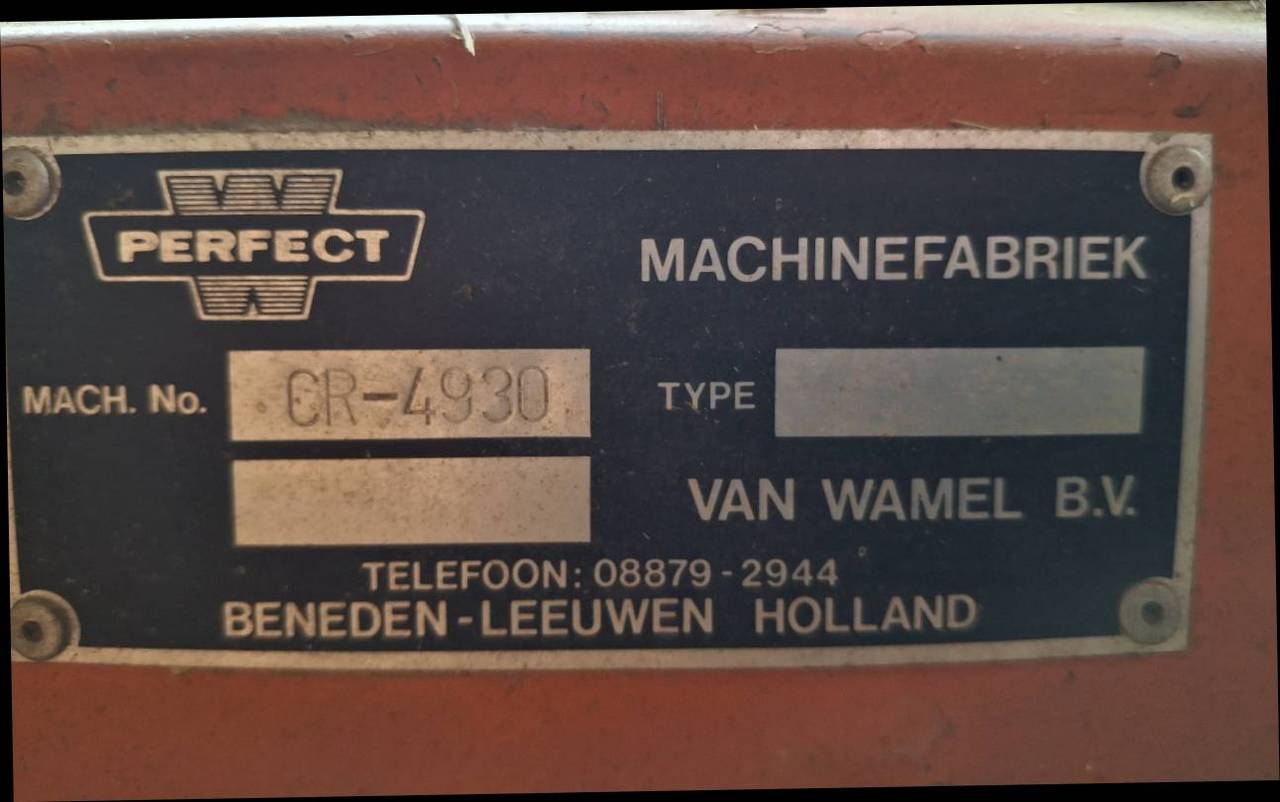 W
PERFECT
W
MACHINEFABRIEK
MACH. No. CR-4930
TYPE
VAN WAMEL B.V.
TELEFOON: 08879-2944
BENEDEN-LEEUWEN HOLLAND